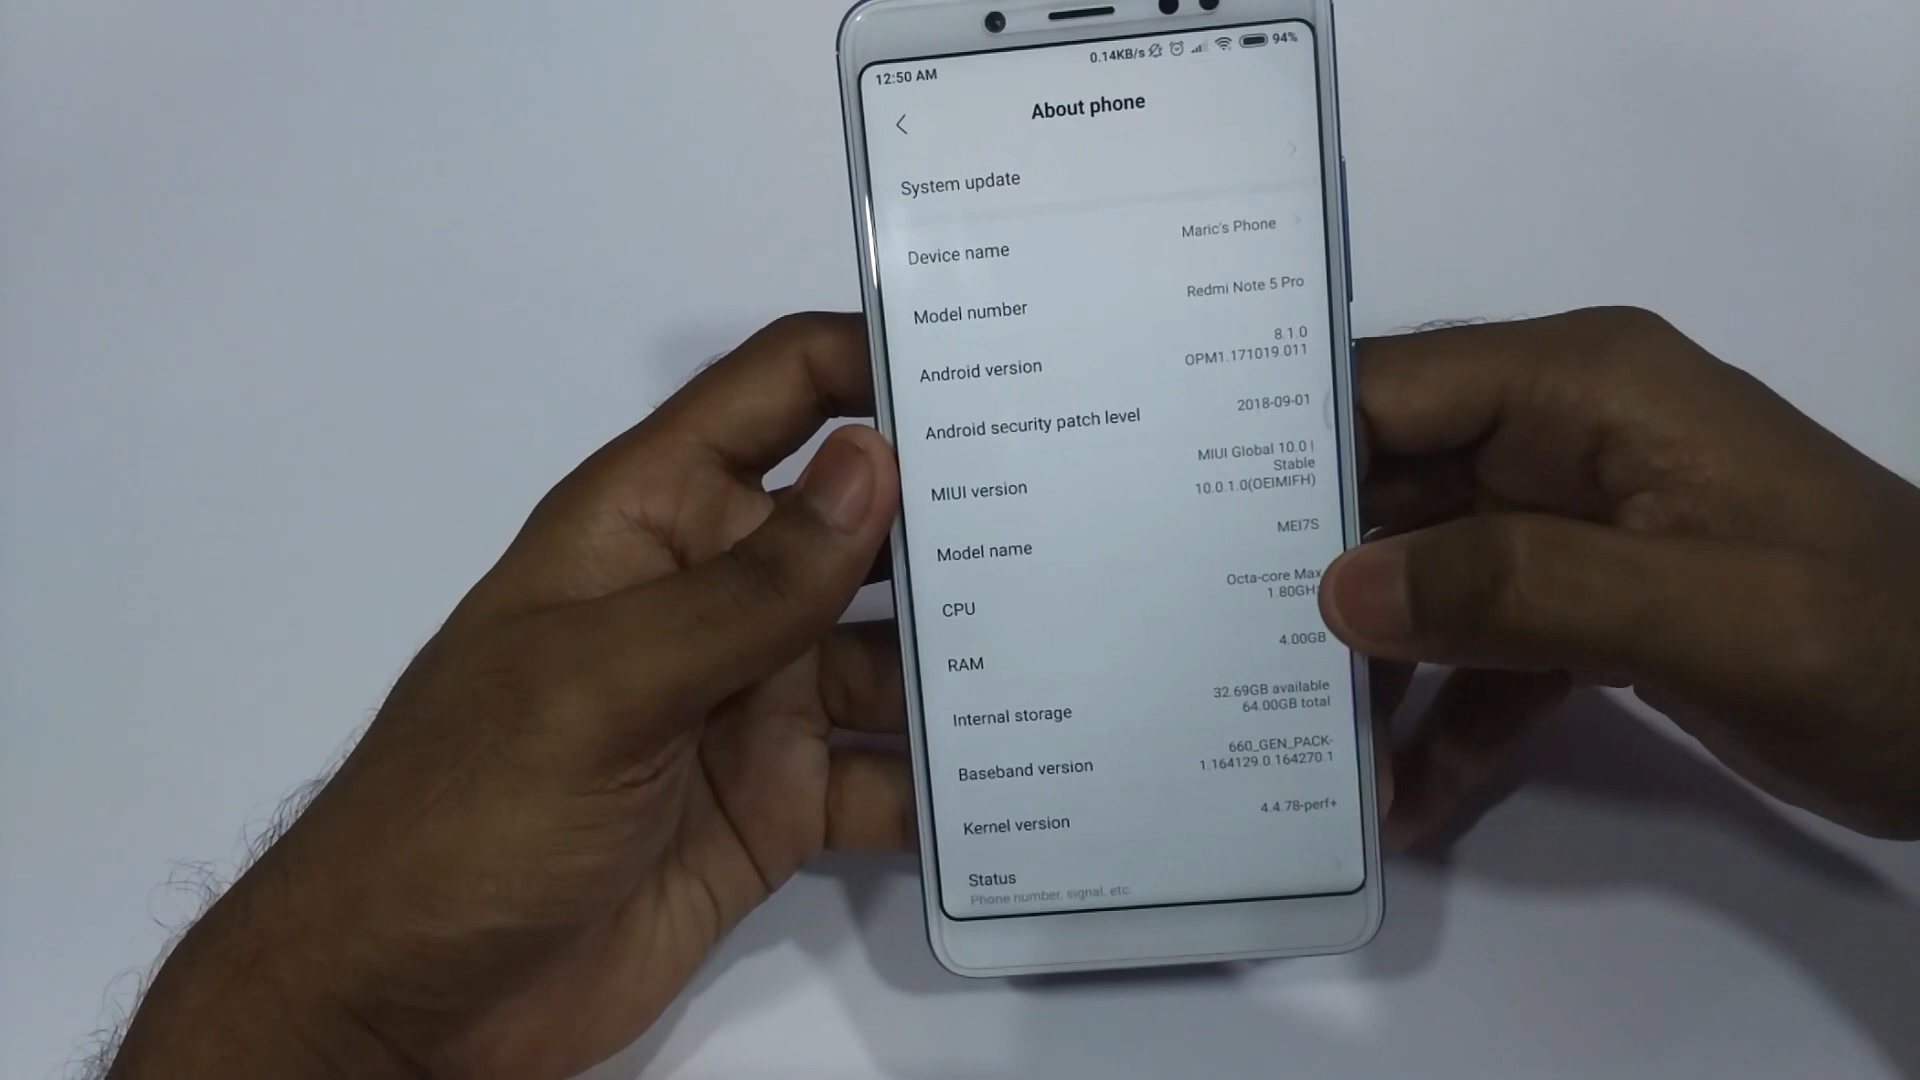 12:50 AM
0.14KB/s
94%
About phone
System update
Device name
Maric's Phone
Model number
Redmi Note 5 Pro
Android version
8.1.0
OPM1.171019.011
Android security patch level
2018-09-01
MIUI version
MIUI Global 10.0 |
Stable
10.0.1.0(OEIMIFH)
Model name
MEI7S
CPU
Octa-core Max
1.80GHz
RAM
4.00GB
Internal storage
32.69GB available
64.00GB total
Baseband version
660_GEN_PACK-
1.164129.0.164270.1
Kernel version
4.4.78-perf+
Status
Phone number, signal, etc.